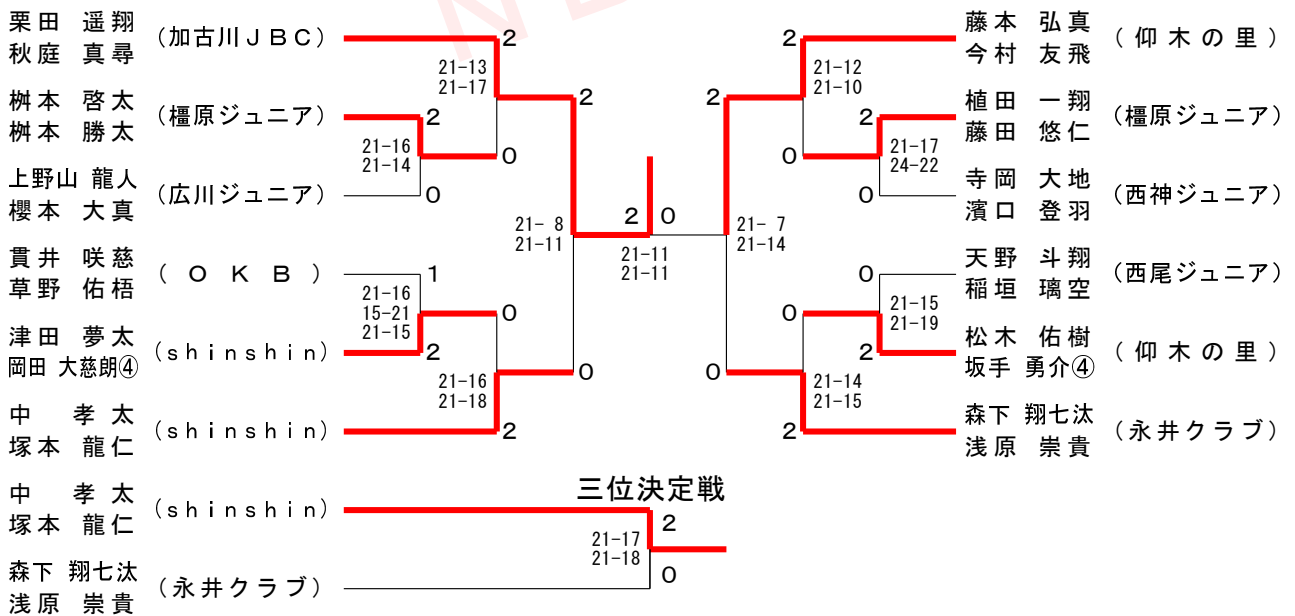 栗田 遥翔
秋庭 真尋
(加古川ＪＢＣ)
2
21-13
21-17
桝本 啓太
桝本 勝太
(橿原ジュニア)
2
21-16
21-14
0
上野山 龍人
櫻本 大真
(広川ジュニア)
0
2
21- 8
21-11
貫井 咲慈
草野 佑梧
(ＯＫＢ)
1
21-16
15-21
21-15
0
津田 夢太
岡田 大慈朗④
(ｓｈｉｎｓｈｉｎ)
2
21-16
21-18
0
中 孝太
塚本 龍仁
(ｓｈｉｎｓｈｉｎ)
2
2 0
21-11
21-11
藤本 弘真
今村 友飛
(仰木の里)
2
21-12
21-10
2
植田 一翔
藤田 悠仁
(橿原ジュニア)
2
21-17
24-22
0
寺岡 大地
濱口 登羽
(西神ジュニア)
0
21- 7
21-14
天野 斗翔
稲垣 璃空
(西尾ジュニア)
0
21-15
21-19
0
松木 佑樹
坂手 勇介④
(仰木の里)
2
21-14
21-15
0
森下 翔七汰
浅原 崇貴
(永井クラブ)
2
三位決定戦
中 孝太
塚本 龍仁
(ｓｈｉｎｓｈｉｎ)
2
21-17
21-18
森下 翔七汰
浅原 崇貴
(永井クラブ)
0